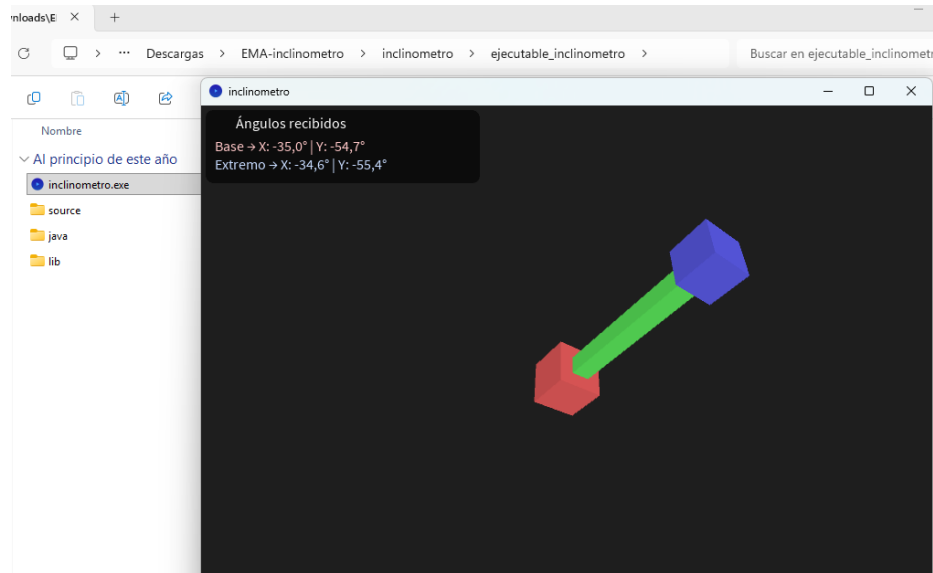 nloads\E
Descargas > EMA-inclinometro > inclinometro > ejecutable_inclinometro >
Buscar en ejecutable_inclinometr
inclinometro
Nombre
Al principio de este año
inclinometro.exe
source
java
lib
Ángulos recibidos
Base → X: -35,0° | Y: -54,7°
Extremo → X: -34,6° | Y: -55,4°